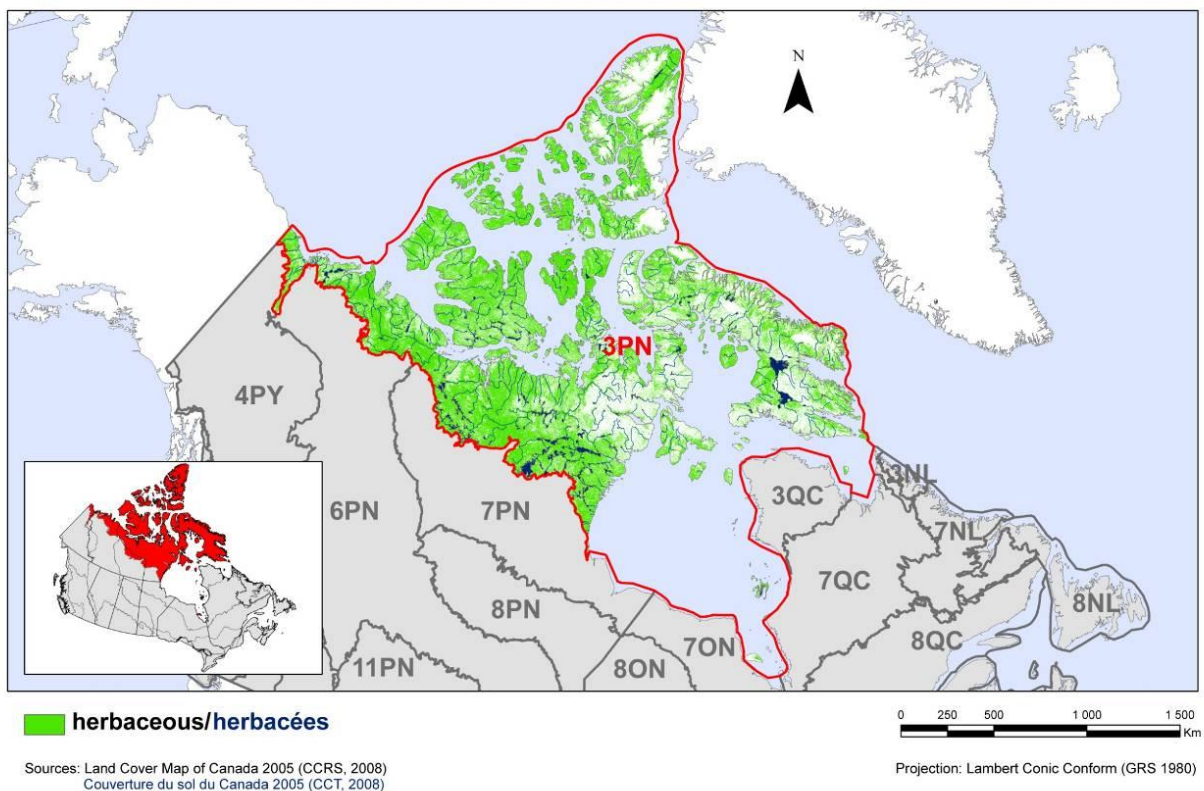 N
3PN
4PY
3QC
3NL
6PN
7PN
7NL
7QC
8NL
8PN
7ON
8QC
11PN
8ON
herbaceous/herbacées
0 250 500 1 000 1 500
Km
Sources: Land Cover Map of Canada 2005 (CCRS, 2008)
Couverture du sol du Canada 2005 (CCT, 2008)
Projection: Lambert Conic Conform (GRS 1980)